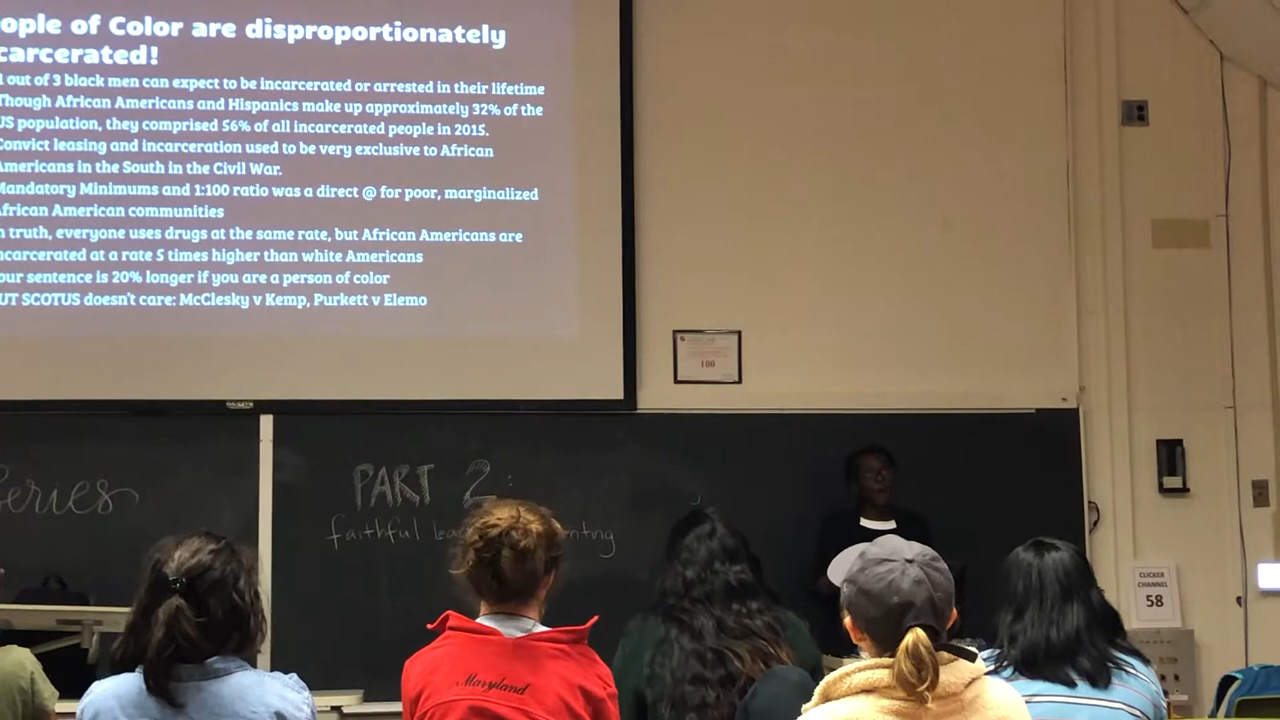 ople of Color are disproportionately
carcerated!
1 out of 3 black men can expect to be incarcerated or arrested in their lifetime
Though African Americans and Hispanics make up approximately 32% of the
US population, they comprised 56% of all incarcerated people in 2015.
Convict leasing and incarceration used to be very exclusive to African
Americans in the South in the Civil War.
Mandatory Minimums and 1:100 ratio was a direct @ for poor, marginalized
African American communities
n truth, everyone uses drugs at the same rate, but African Americans are
ncarcerated at a rate 5 times higher than white Americans
our sentence is 20% longer if you are a person of color
UT SCOTUS doesn't care: McClesky v Kemp, Purkett v Elemo
100
Series
PART 2:
faithful lea nting
CLICKER
CHANNEL
58
Maryland